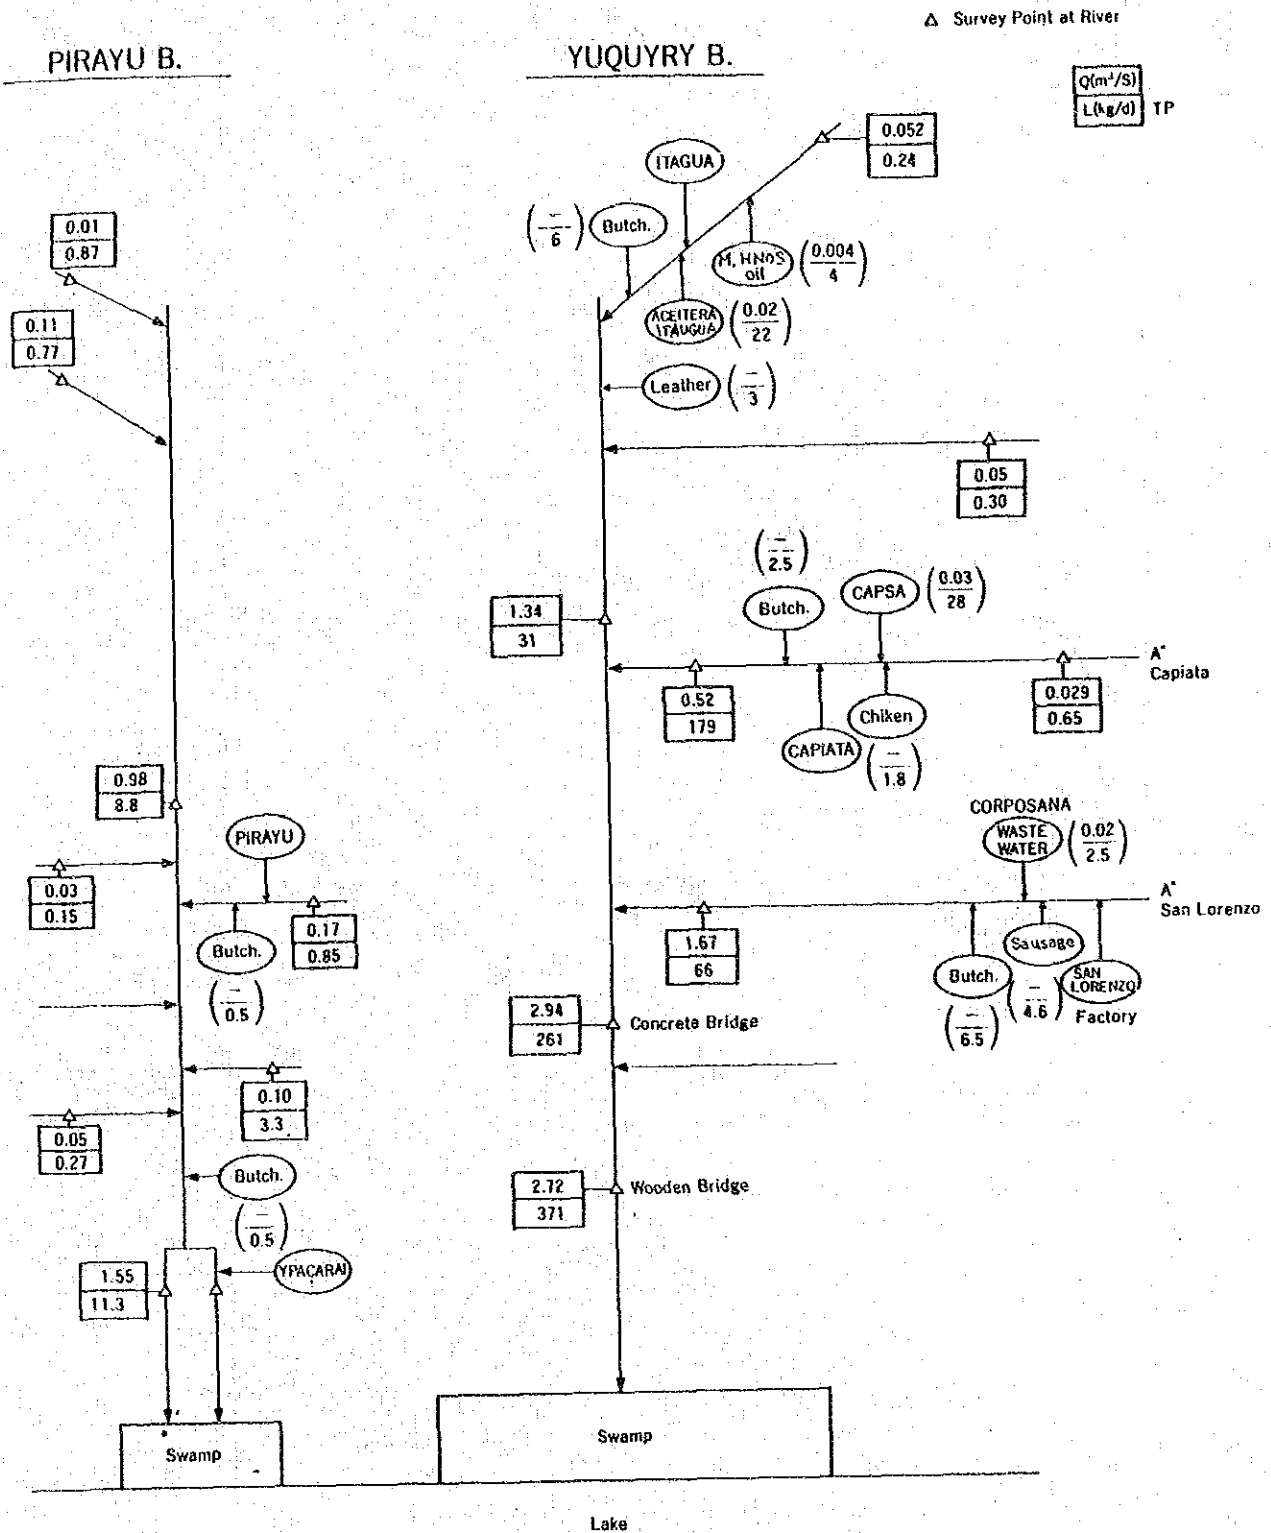 △ Survey Point at River
PIRAYU B.
YUQUYRY B.
Q(m³/S)
L(kg/d) TP
0.052
0.24
ITAGUA
(-/6) Butch.
M, HNOS
oil
(0.004/4)
ACEITERA
ITAUGUA
(0.02/22)
0.01
0.87
0.11
0.77
Leather (-/3)
0.05
0.30
(-/2.5)
Butch.
CAPSA (0.03/28)
1.34
31
A°
Capiata
0.52
179
0.029
0.65
Chiken
CAPIATA
(-/1.8)
0.98
8.8
PIRAYU
CORPOSANA
WASTE
WATER
(0.02/2.5)
0.03
0.15
A°
San Lorenzo
0.17
0.85
Butch.
(-/0.5)
1.67
66
Sausage
Butch.
SAN
LORENZO
Factory
(-/4.6)
(-/6.5)
2.94
261
Concrete Bridge
0.10
3.3
0.05
0.27
Butch.
(-/0.5)
2.72
371
Wooden Bridge
YPACARAI
1.55
11.3
Swamp
Swamp
Lake